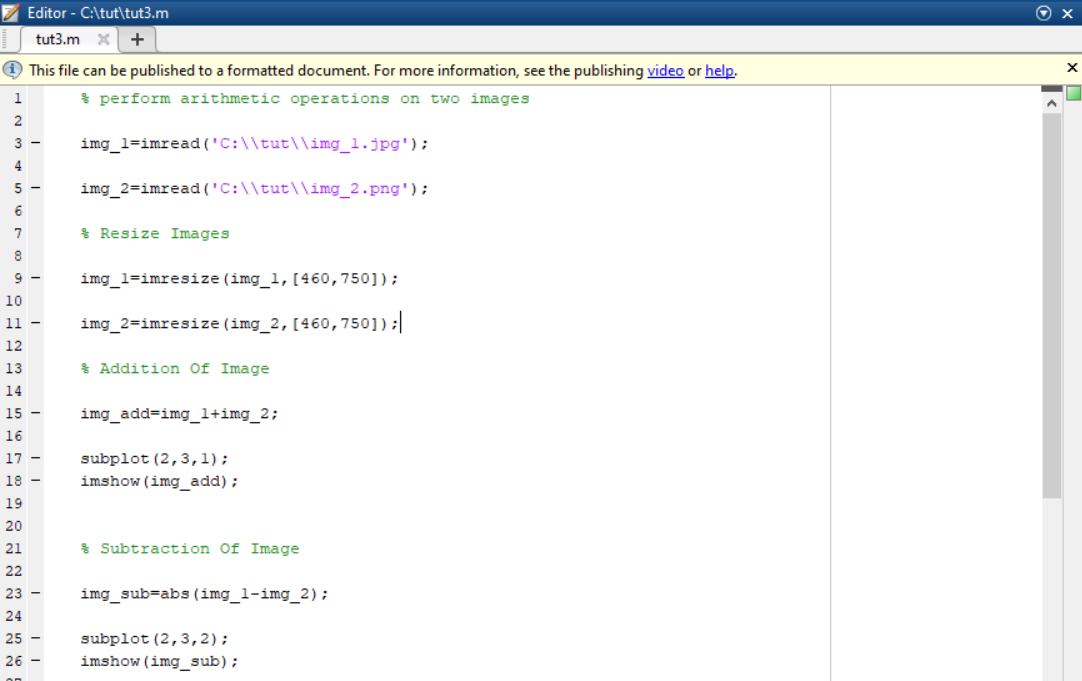 Editor - C:\tut\tut3.m
tut3.m
This file can be published to a formatted document. For more information, see the publishing video or help.
1 % perform arithmetic operations on two images
2
3 - img_1=imread('C:\\tut\\img_1.jpg');
4
5 - img_2=imread('C:\\tut\\img_2.png');
6
7 % Resize Images
8
9 - img_1=imresize(img_1,[460,750]);
10
11 - img_2=imresize(img_2,[460,750]);
12
13 % Addition Of Image
14
15 - img_add=img_1+img_2;
16
17 - subplot(2,3,1);
18 - imshow(img_add);
19
20
21 % Subtraction Of Image
22
23 - img_sub=abs(img_1-img_2);
24
25 - subplot(2,3,2);
26 - imshow(img_sub);